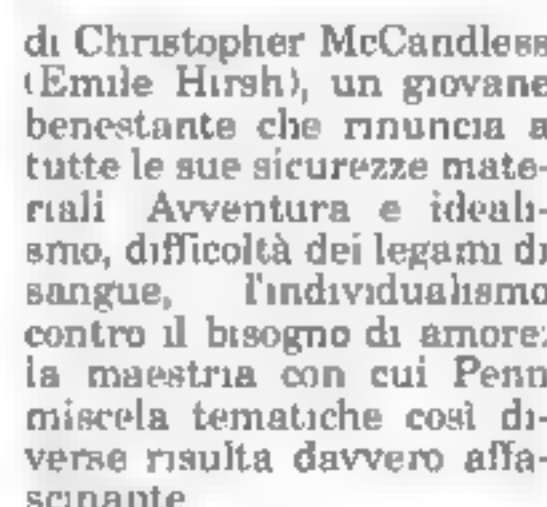 di Christopher McCandless
(Emile Hirsh), un giovane
benestante che rinuncia a
tutte le sue sicurezze mate-
riali Avventura e ideali-
smo, difficoltà dei legami di
sangue, l'individualismo
contro il bisogno di amore:
la maestria con cui Penn
miscela tematiche così di-
verse risulta davvero affa-
scinante